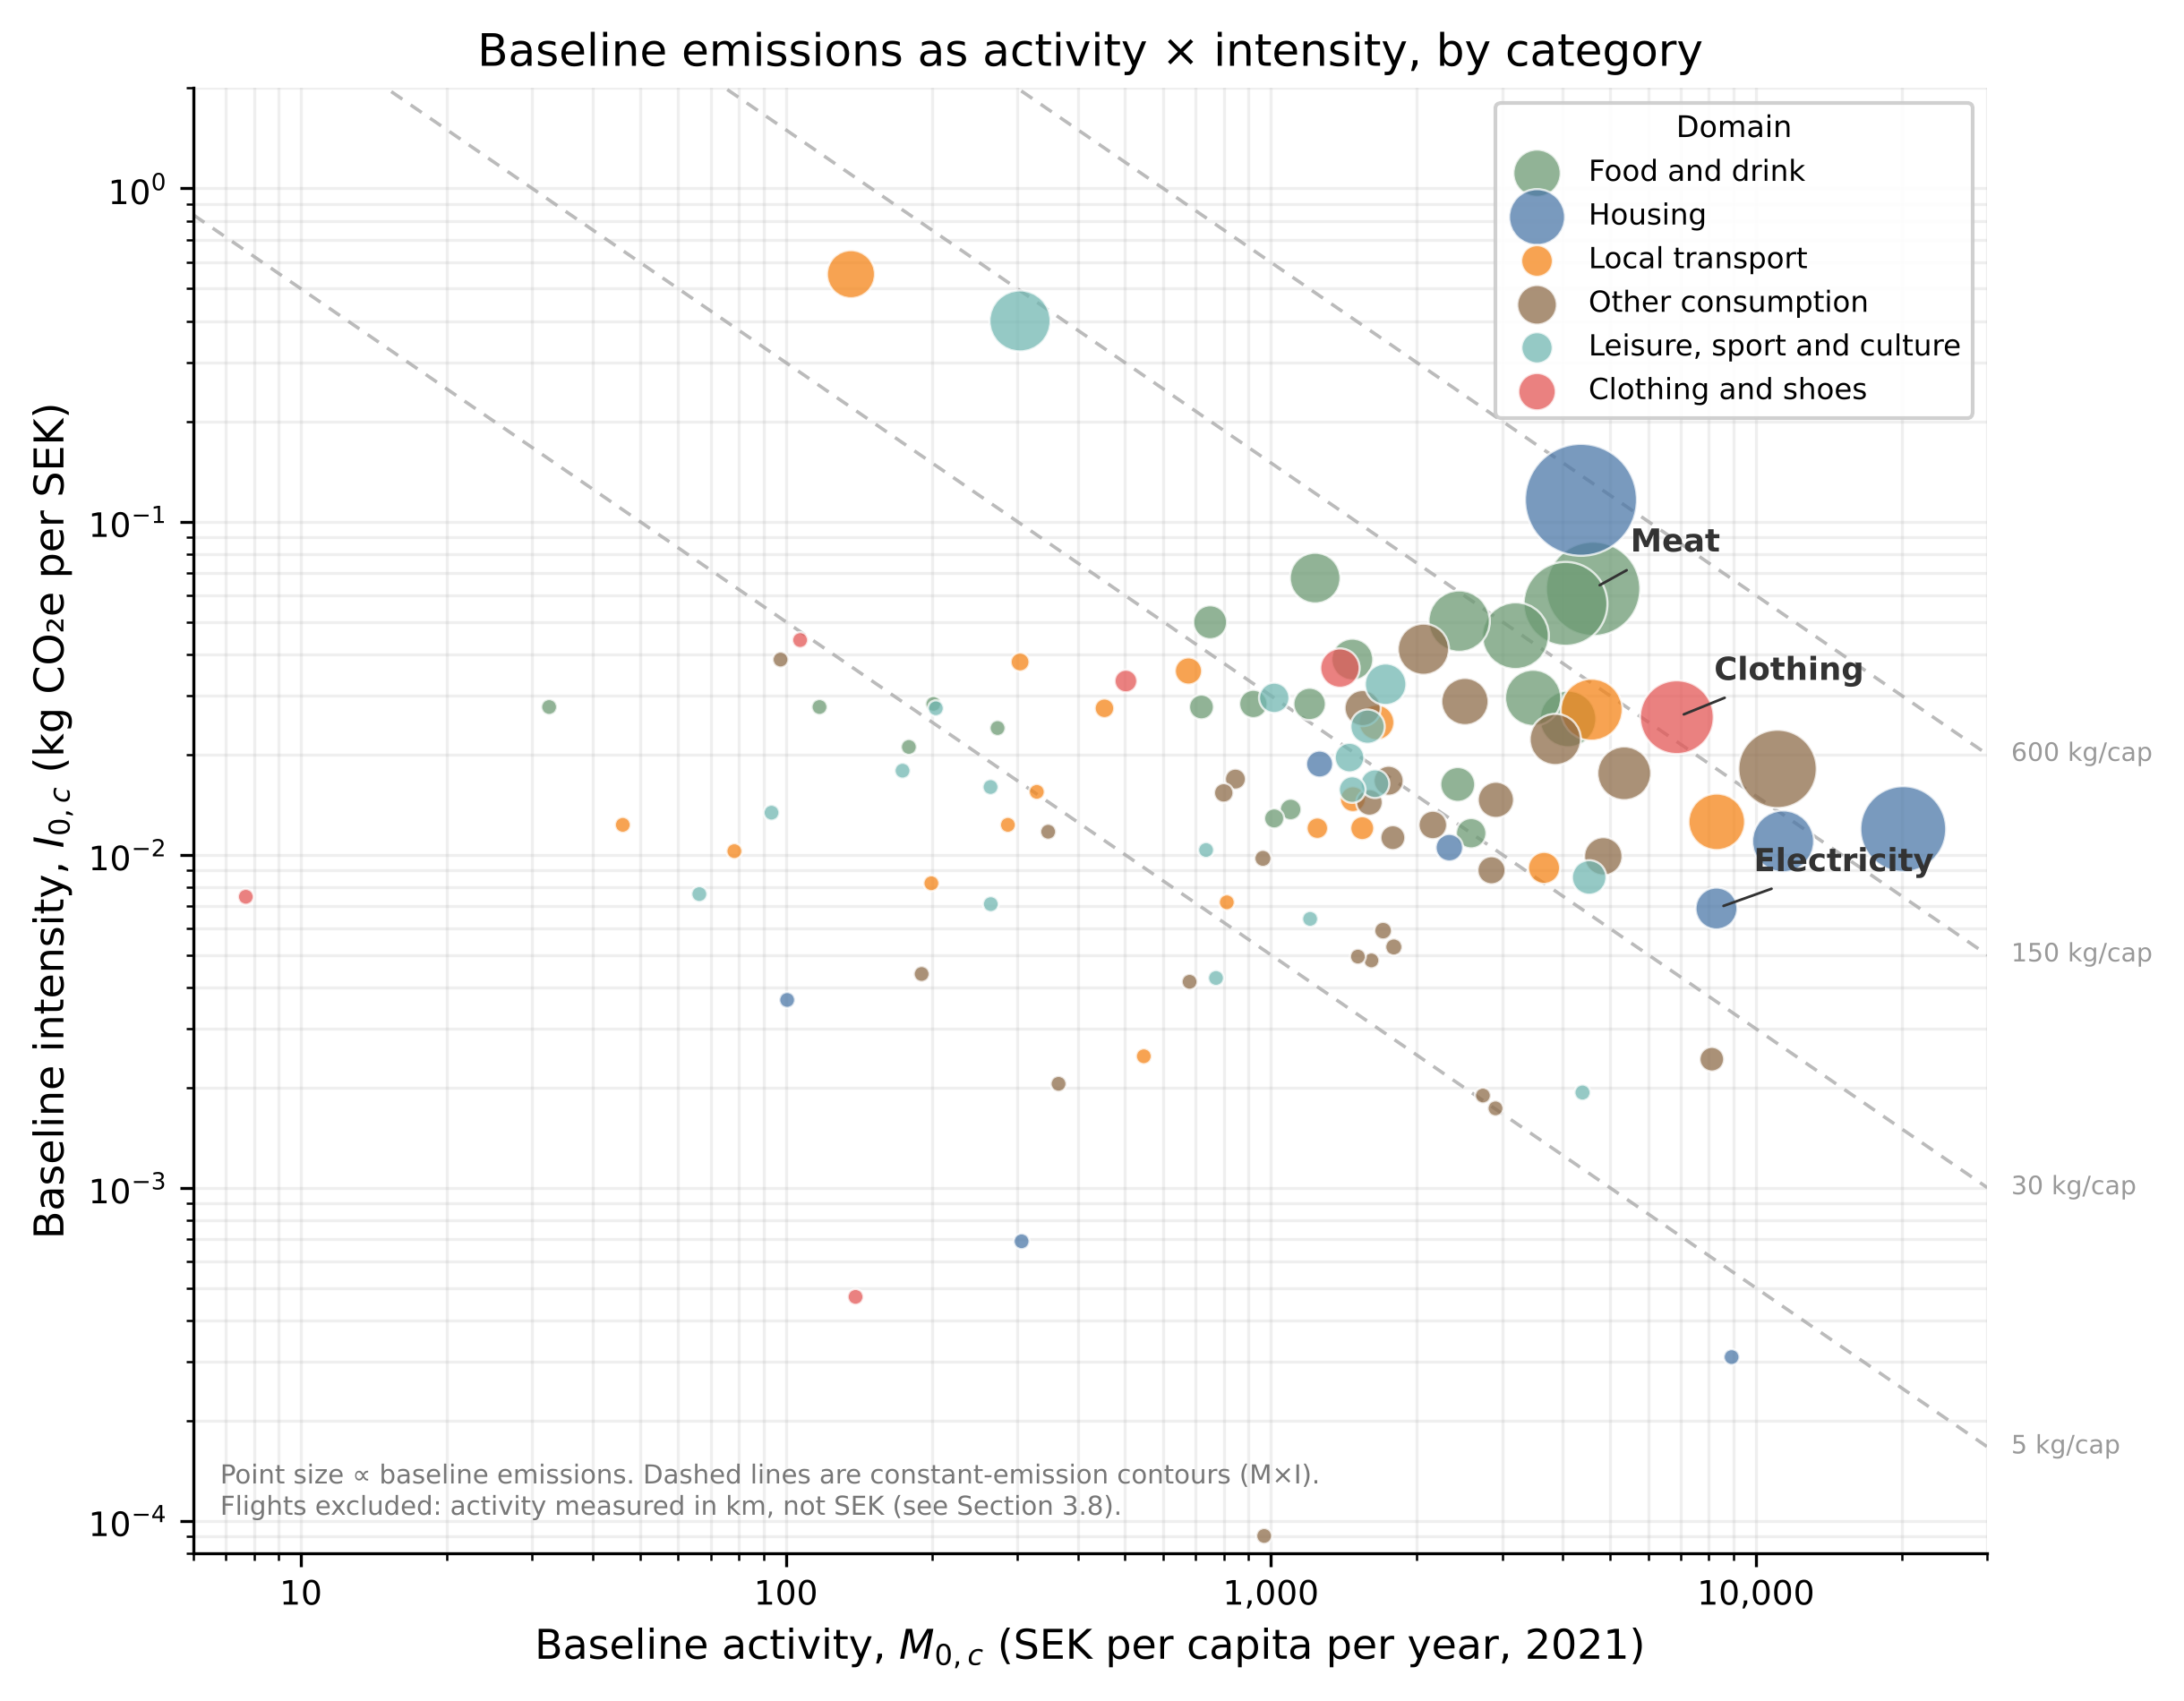 Baseline emissions as activity × intensity, by category
Domain
Food and drink
Housing
Local transport
Other consumption
Leisure, sport and culture
Clothing and shoes
10⁰
10⁻¹
10⁻²
10⁻³
10⁻⁴
Baseline intensity, I₀,c (kg CO₂e per SEK)
Meat
Clothing
Electricity
600 kg/cap
150 kg/cap
30 kg/cap
5 kg/cap
Point size ∝ baseline emissions. Dashed lines are constant-emission contours (M×I).
Flights excluded: activity measured in km, not SEK (see Section 3.8).
10
100
1,000
10,000
Baseline activity, M₀,c (SEK per capita per year, 2021)